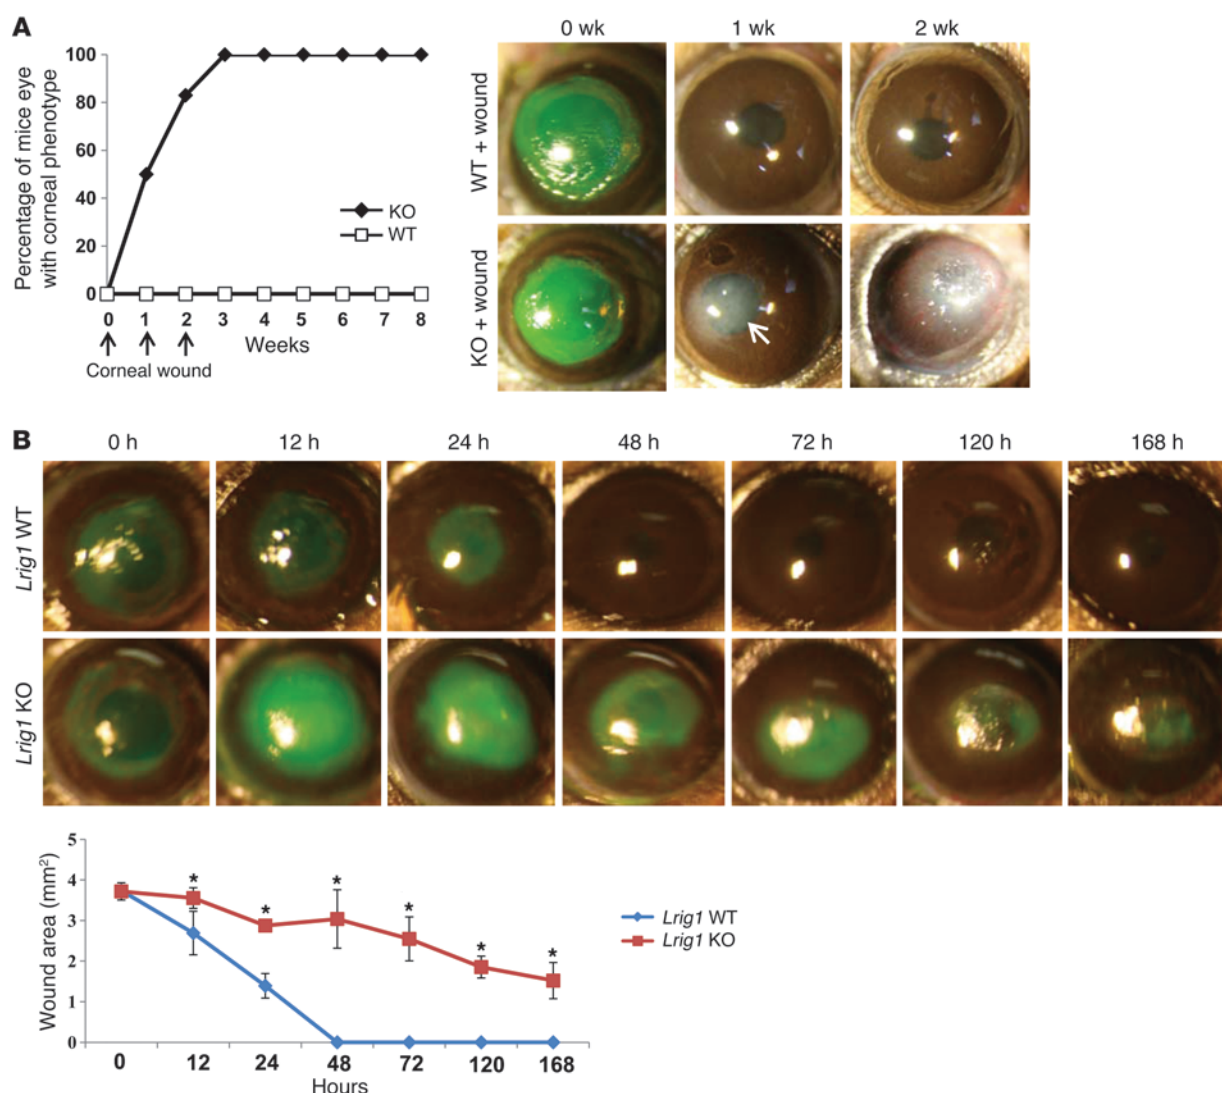 A
Percentage of mice eye
with corneal phenotype
100
80
60
40
20
0
KO
WT
0 1 2 3 4 5 6 7 8
Weeks
Corneal wound
0 wk 1 wk 2 wk
WT + wound
KO + wound
B
0 h 12 h 24 h 48 h 72 h 120 h 168 h
Lrig1 WT
Lrig1 KO
Wound area (mm²)
5
4
3
2
1
0
* * * * * *
0 12 24 48 72 120 168
Hours
Lrig1 WT
Lrig1 KO